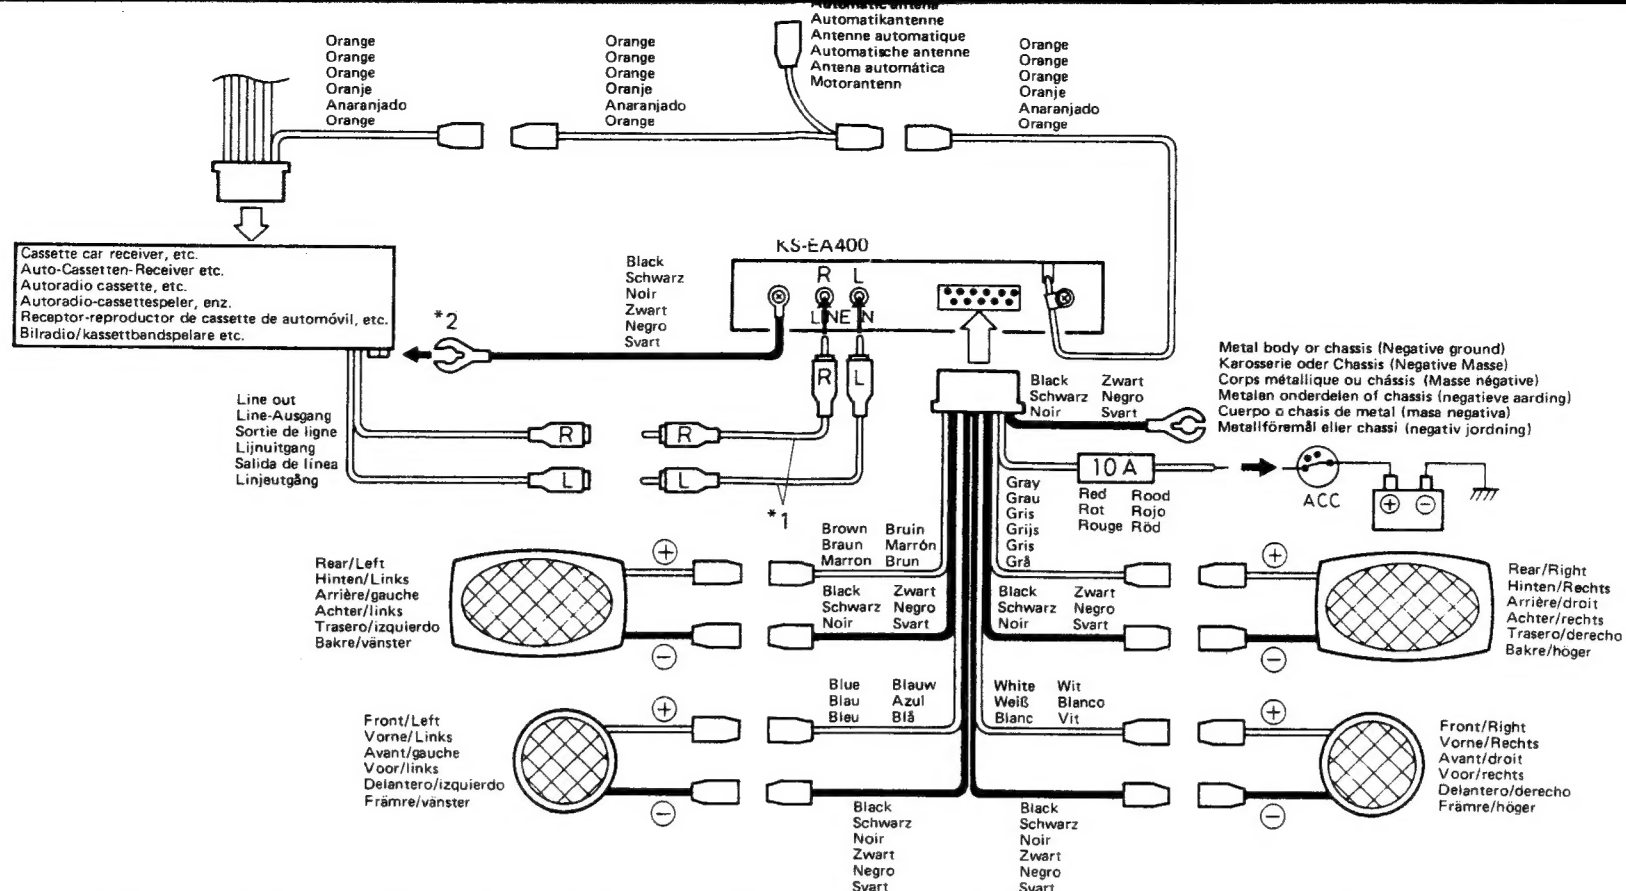 Automatic antena
Automatikantenne
Antenne automatique
Automatische antenne
Antena automática
Motorantenn
Orange
Orange
Orange
Oranje
Anaranjado
Orange
Orange
Orange
Orange
Oranje
Anaranjado
Orange
Orange
Orange
Orange
Oranje
Anaranjado
Orange
Cassette car receiver, etc.
Auto-Cassetten-Receiver etc.
Autoradio cassette, etc.
Autoradio-cassettespeler, enz.
Receptor-reproductor de cassette de automóvil, etc.
Bilradio/kassettbandspelare etc.
*2
Black
Schwarz
Noir
Zwart
Negro
Svart
KS-EA400
R L
LINE IN
R L
Line out
Line-Ausgang
Sortie de ligne
Lijnuitgang
Salida de línea
Linjeutgång
R R
L L
*1
Black Zwart
Schwarz Negro
Noir Svart
Metal body or chassis (Negative ground)
Karosserie oder Chassis (Negative Masse)
Corps métallique ou châssis (Masse négative)
Metalen onderdelen of chassis (negatieve aarding)
Cuerpo o chasis de metal (masa negativa)
Metallföremål eller chassi (negativ jordning)
10 A
Red Rood
Rot Rojo
Rouge Röd
ACC
+ −
Gray
Grau
Gris
Grijs
Gris
Grå
Brown Bruin
Braun Marrón
Marron Brun
Rear/Left
Hinten/Links
Arrière/gauche
Achter/links
Trasero/izquierdo
Bakre/vänster
+
−
Black Zwart
Schwarz Negro
Noir Svart
Black Zwart
Schwarz Negro
Noir Svart
+
−
Rear/Right
Hinten/Rechts
Arrière/droit
Achter/rechts
Trasero/derecho
Bakre/höger
Front/Left
Vorne/Links
Avant/gauche
Voor/links
Delantero/izquierdo
Främre/vänster
+
−
Blue Blauw
Blau Azul
Bleu Blå
White Wit
Weiß Blanco
Blanc Vit
+
−
Front/Right
Vorne/Rechts
Avant/droit
Voor/rechts
Delantero/derecho
Främre/höger
Black
Schwarz
Noir
Zwart
Negro
Svart
Black
Schwarz
Noir
Zwart
Negro
Svart